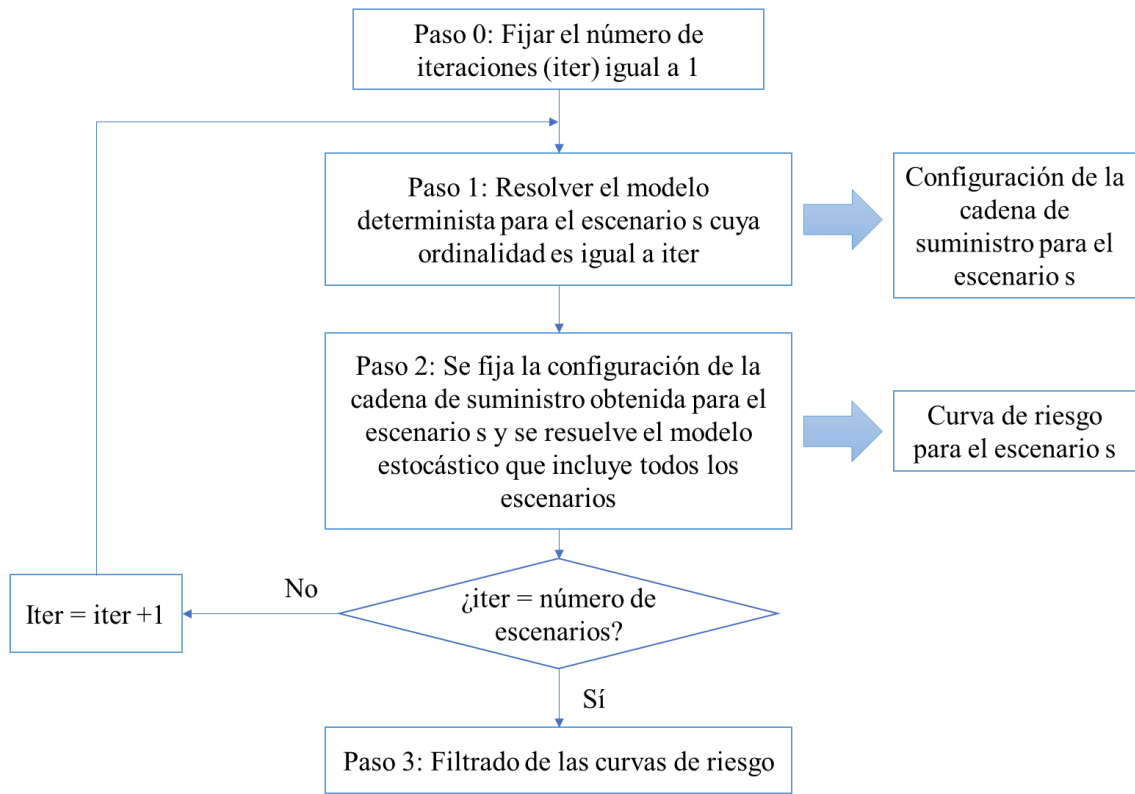 Paso 0: Fijar el número de
iteraciones (iter) igual a 1
Paso 1: Resolver el modelo
determinista para el escenario s cuya
ordinalidad es igual a iter
Configuración de la
cadena de
suministro para el
escenario s
Paso 2: Se fija la configuración de la
cadena de suministro obtenida para el
escenario s y se resuelve el modelo
estocástico que incluye todos los
escenarios
Curva de riesgo
para el escenario s
¿iter = número de
escenarios?
No
Iter = iter +1
Sí
Paso 3: Filtrado de las curvas de riesgo